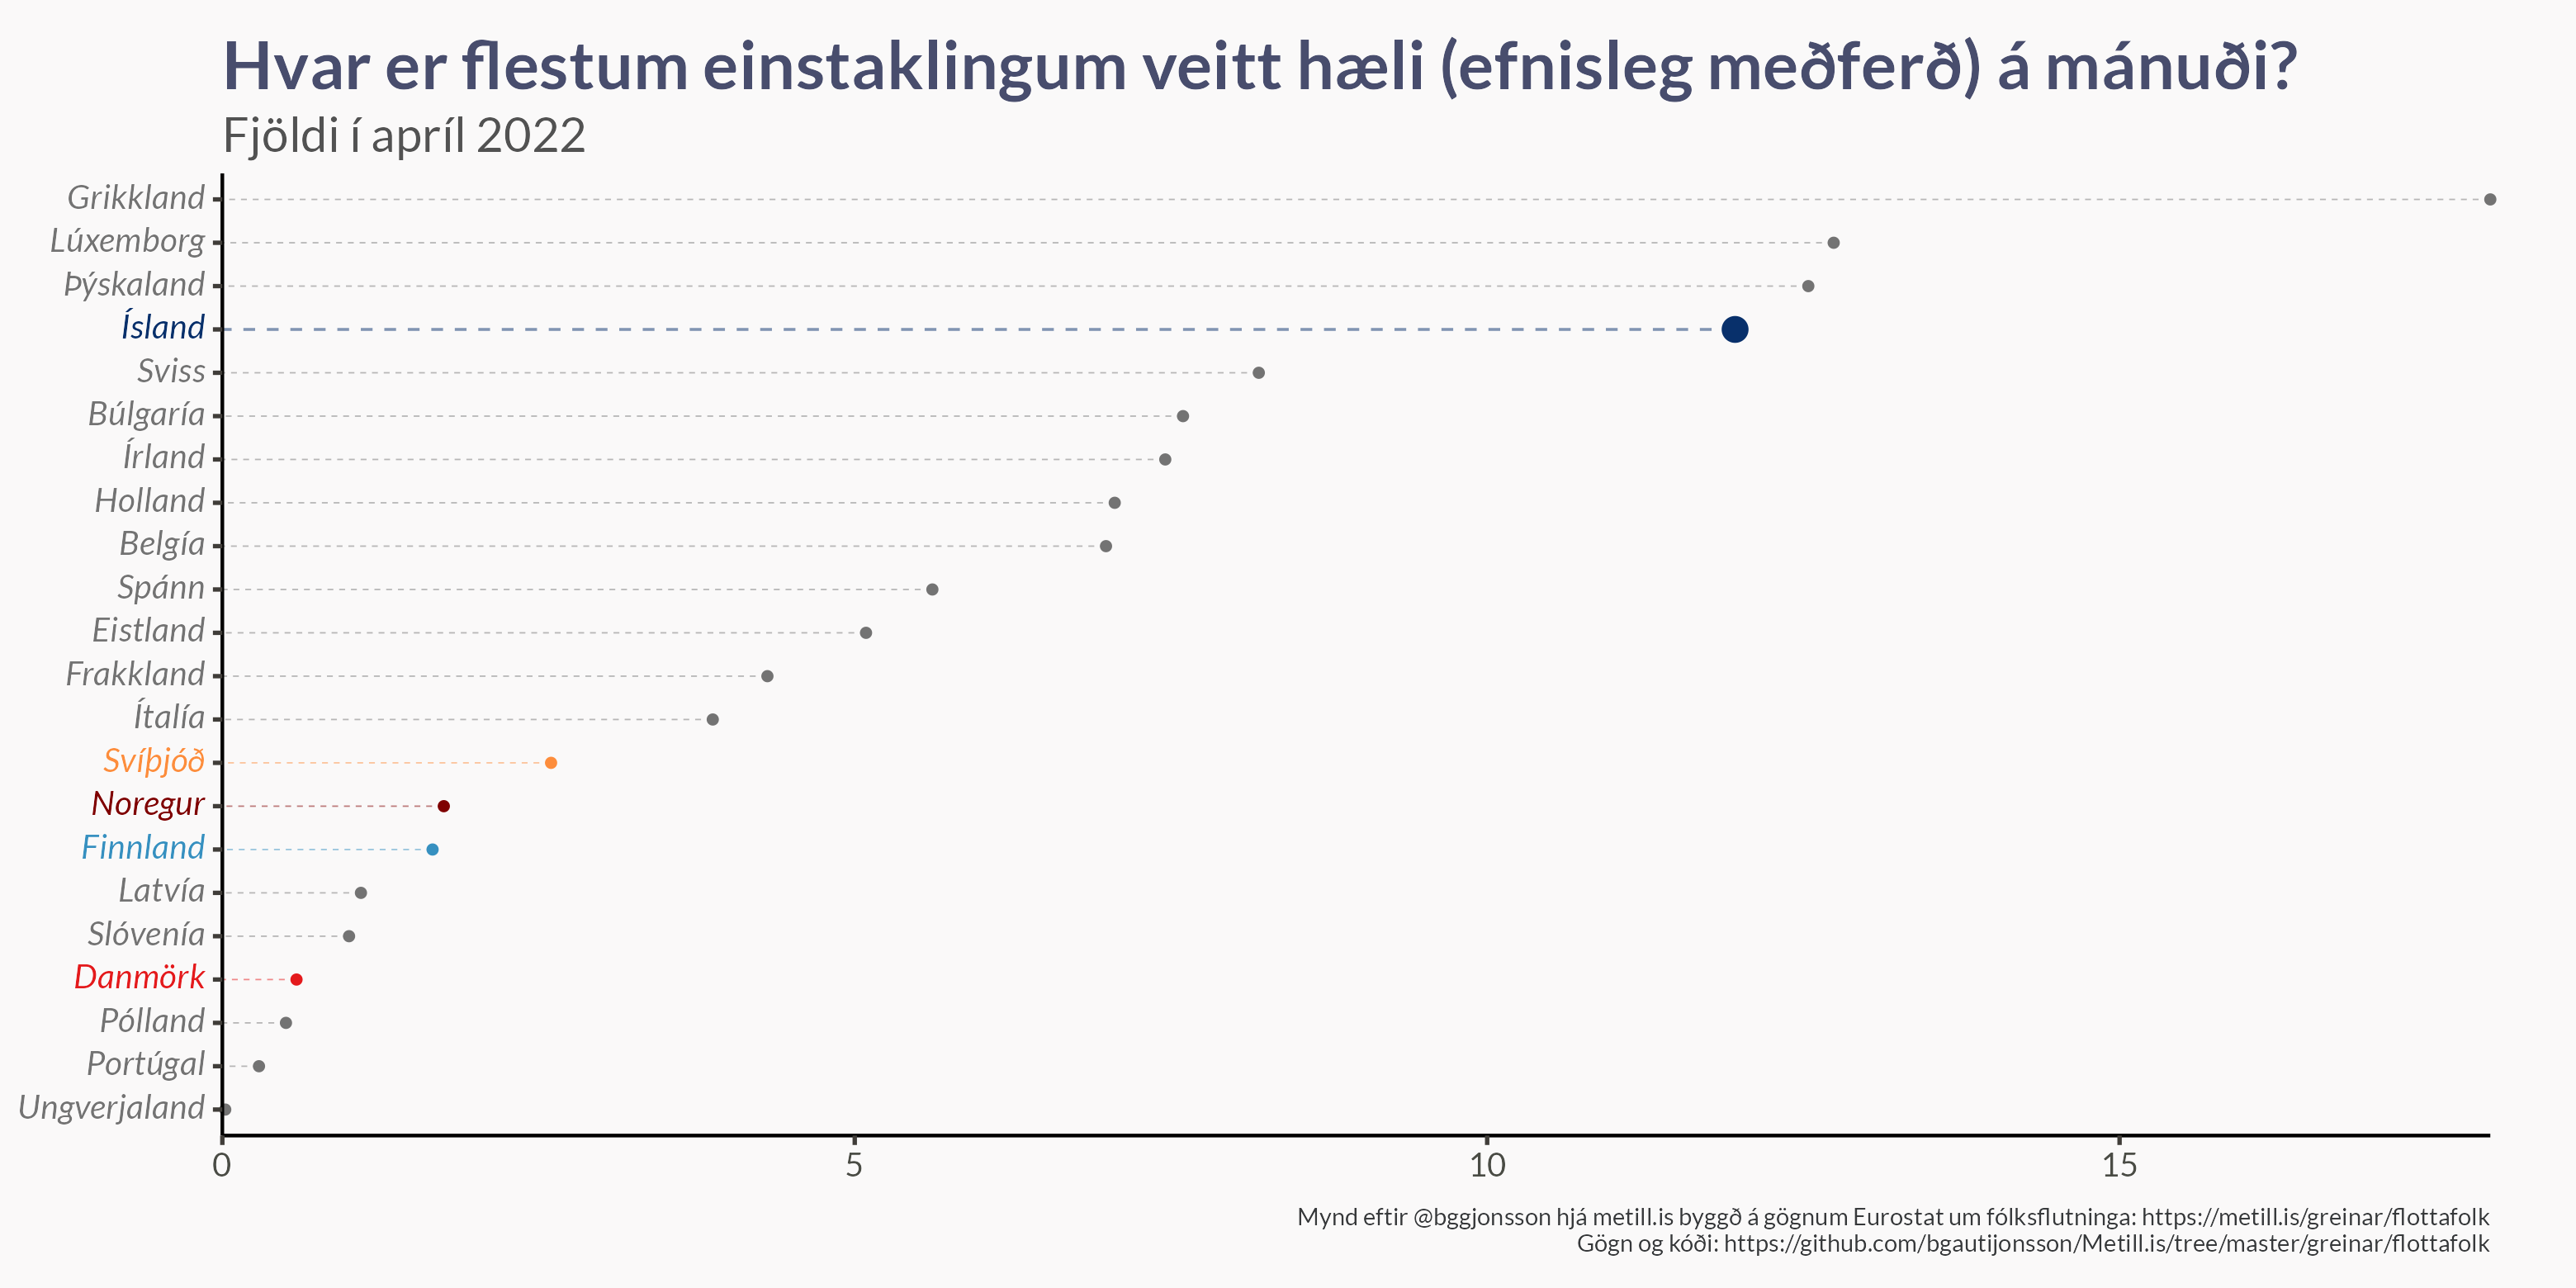 Hvar er flestum einstaklingum veitt hæli (efnisleg meðferð) á mánuði?
Fjöldi í apríl 2022
Grikkland
Lúxemborg
Þýskaland
Ísland
Sviss
Búlgaría
Írland
Holland
Belgía
Spánn
Eistland
Frakkland
Ítalía
Svíþjóð
Noregur
Finnland
Latvía
Slóvenía
Danmörk
Pólland
Portúgal
Ungverjaland
0 5 10 15
Mynd eftir @bggjonsson hjá metill.is byggð á gögnum Eurostat um fólksflutninga: https://metill.is/greinar/flottafolk
Gögn og kóði: https://github.com/bgautijonsson/Metill.is/tree/master/greinar/flottafolk